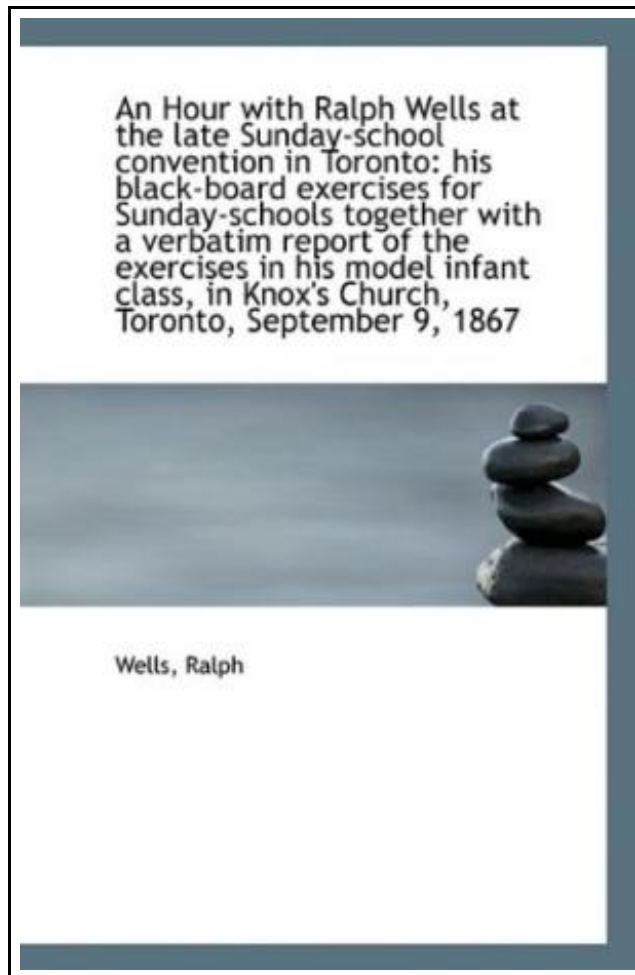 An Hour with Ralph Wells at
the late Sunday-school
convention in Toronto: his
black-board exercises for
Sunday-schools together with
a verbatim report of the
exercises in his model infant
class, in Knox's Church,
Toronto, September 9, 1867
Wells, Ralph